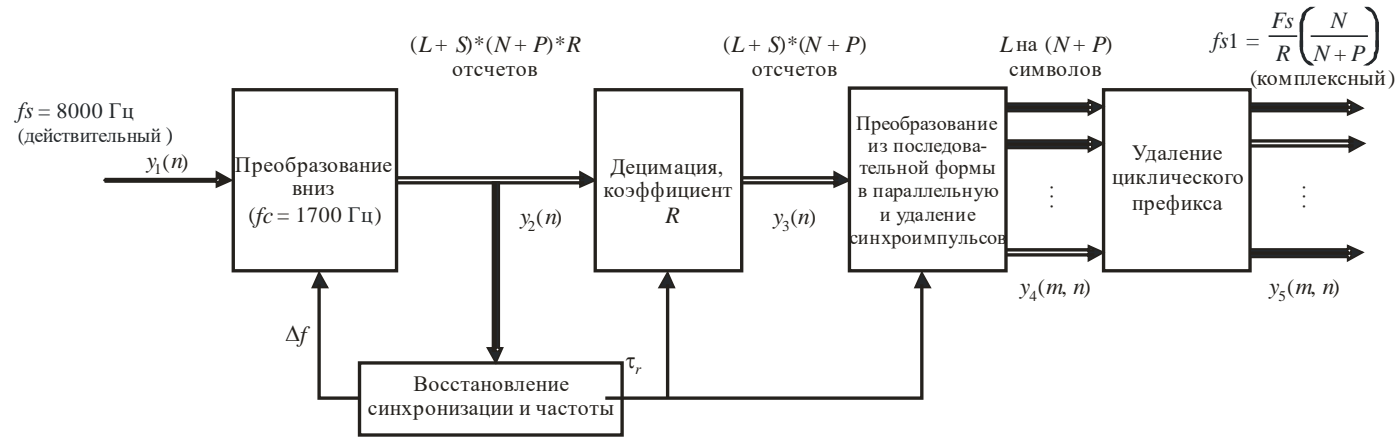 (L + S)*(N + P)*R
отсчетов
(L + S)*(N + P)
отсчетов
L на (N + P)
символов
fs1 = Fs/R (N/(N + P))
(комплексный )
fs = 8000 Гц
(действительный )
y₁(n)
Преобразование
вниз
(fc = 1700 Гц)
y₂(n)
Децимация,
коэффициент
R
y₃(n)
Преобразование
из последова-
тельной формы
в параллельную
и удаление
синхроимпульсов
y₄(m, n)
Удаление
циклического
префикса
y₅(m, n)
Δf
τᵣ
Восстановление
синхронизации и частоты